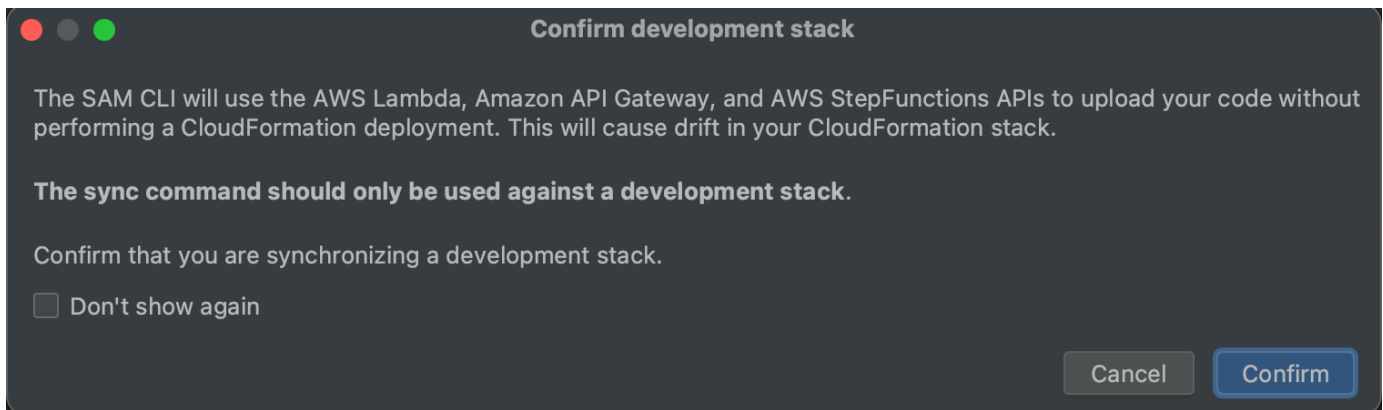 Confirm development stack
The SAM CLI will use the AWS Lambda, Amazon API Gateway, and AWS StepFunctions APIs to upload your code without
performing a CloudFormation deployment. This will cause drift in your CloudFormation stack.
The sync command should only be used against a development stack.
Confirm that you are synchronizing a development stack.
Don't show again
Cancel Confirm